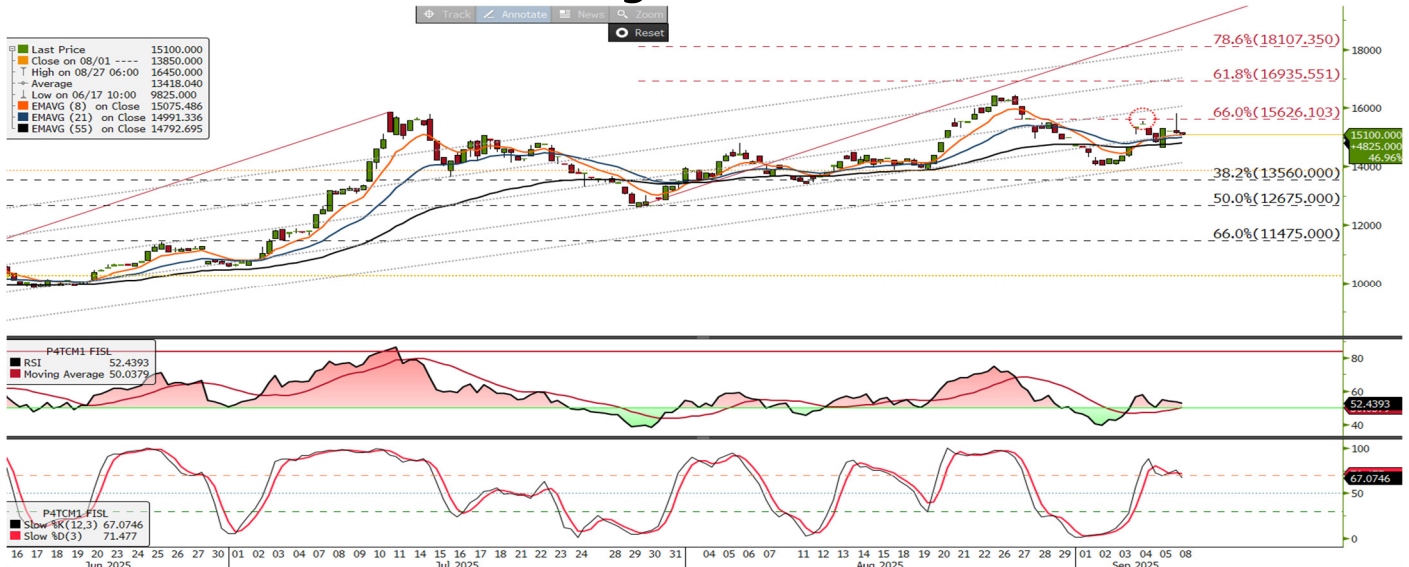 Track Annotate News Zoom
Reset
Last Price 15100.000
Close on 08/01 ---- 13850.000
High on 08/27 06:00 16450.000
Average 13418.040
Low on 06/17 10:00 9825.000
EMAVG (8) on Close 15075.486
EMAVG (21) on Close 14991.336
EMAVG (55) on Close 14792.695
78.6%(18107.350)
18000
61.8%(16935.551)
16000
66.0%(15626.103)
15100.000
+4825.000
46.96%
14000
38.2%(13560.000)
50.0%(12675.000)
12000
66.0%(11475.000)
10000
P4TCM1 FISL
RSI 52.4393
Moving Average 50.0379
80
60
52.4393
40
100
67.0746
50
0
P4TCM1 FISL
Slow %K(12,3) 67.0746
Slow %D(3) 71.477
16 17 18 19 20 23 24 25 26 27 30 01 02 03 04 07 08 09 10 11 14 15 16 17 18 21 22 23 24 28 29 30 31 04 05 06 07 11 12 13 14 15 18 19 20 21 22 26 27 28 29 01 02 03 04 05 08
Jun 2025 Jul 2025 Aug 2025 Sep 2025